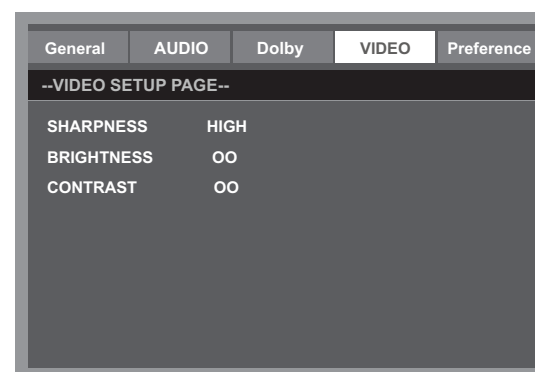 General AUDIO Dolby VIDEO Preference
--VIDEO SETUP PAGE--
SHARPNESS HIGH
BRIGHTNESS OO
CONTRAST OO